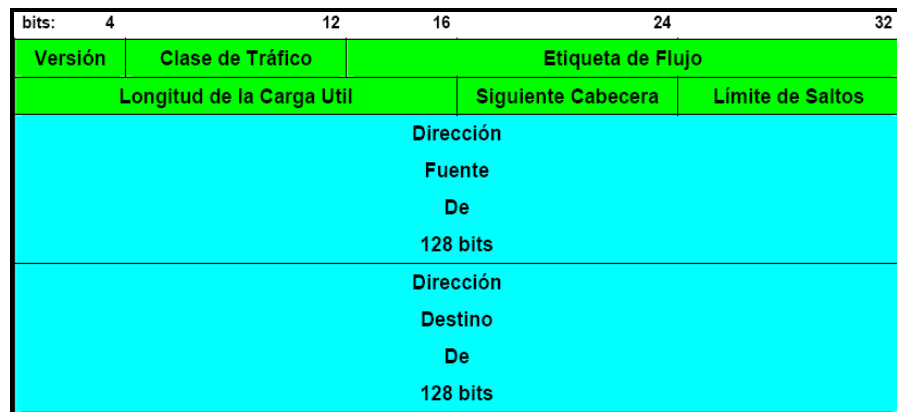 bits: 4 12 16 24 32
Versión Clase de Tráfico Etiqueta de Flujo
Longitud de la Carga Util Siguiente Cabecera Límite de Saltos
Dirección
Fuente
De
128 bits
Dirección
Destino
De
128 bits